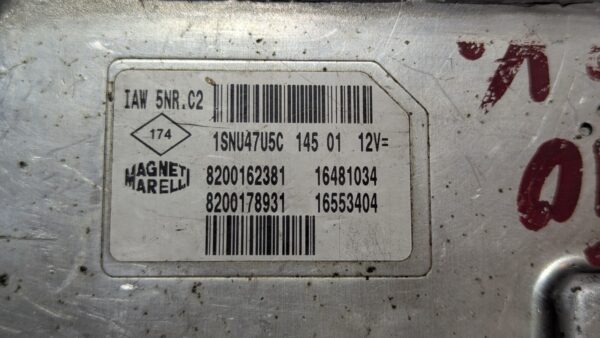 IAW 5NR.C2
174
1SNU47U5C 145 01 12V=
MAGNETI
MARELLI
8200162381 16481034
8200178931 16553404